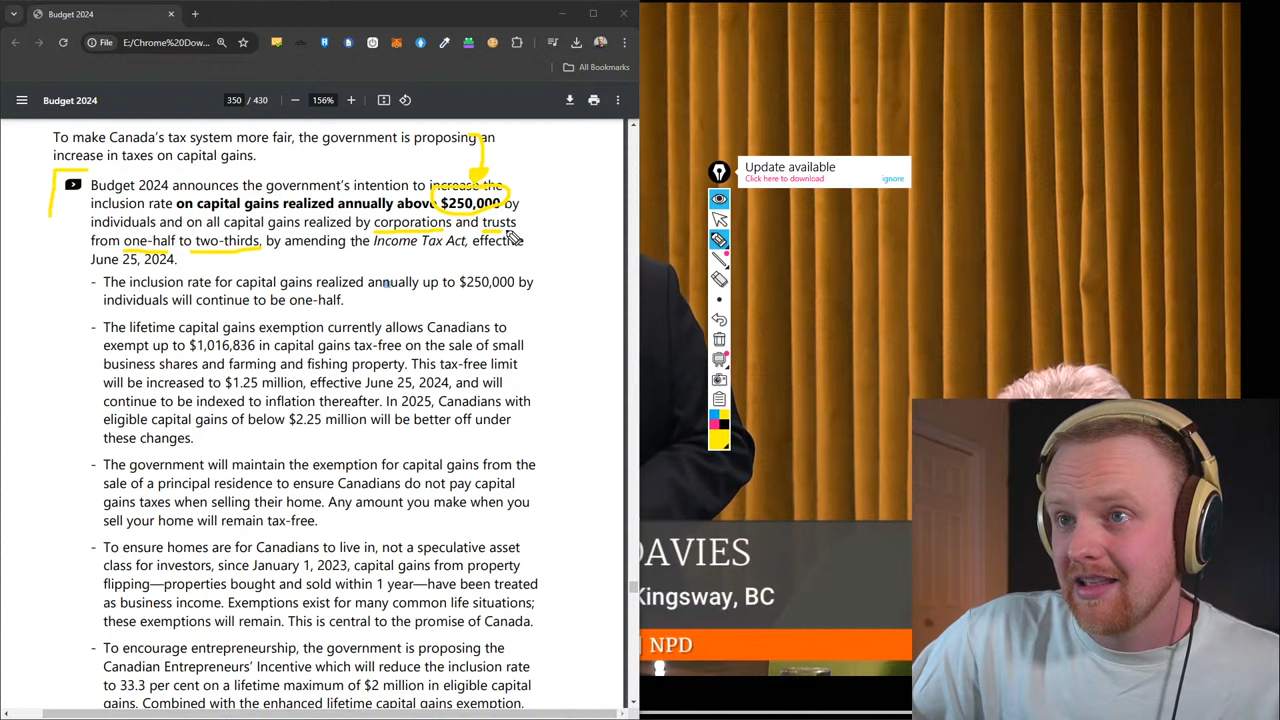 Budget 2024
File
E:/Chrome%20Dow...
All Bookmarks
Budget 2024
350 / 430
156%
To make Canada's tax system more fair, the government is proposing an
increase in taxes on capital gains.
Budget 2024 announces the government's intention to increase the
inclusion rate on capital gains realized annually above $250,000 by
individuals and on all capital gains realized by corporations and trusts
from one-half to two-thirds, by amending the Income Tax Act, effective
June 25, 2024.
- The inclusion rate for capital gains realized annually up to $250,000 by
individuals will continue to be one-half.
- The lifetime capital gains exemption currently allows Canadians to
exempt up to $1,016,836 in capital gains tax-free on the sale of small
business shares and farming and fishing property. This tax-free limit
will be increased to $1.25 million, effective June 25, 2024, and will
continue to be indexed to inflation thereafter. In 2025, Canadians with
eligible capital gains of below $2.25 million will be better off under
these changes.
- The government will maintain the exemption for capital gains from the
sale of a principal residence to ensure Canadians do not pay capital
gains taxes when selling their home. Any amount you make when you
sell your home will remain tax-free.
- To ensure homes are for Canadians to live in, not a speculative asset
class for investors, since January 1, 2023, capital gains from property
flipping—properties bought and sold within 1 year—have been treated
as business income. Exemptions exist for many common life situations;
these exemptions will remain. This is central to the promise of Canada.
- To encourage entrepreneurship, the government is proposing the
Canadian Entrepreneurs' Incentive which will reduce the inclusion rate
to 33.3 per cent on a lifetime maximum of $2 million in eligible capital
gains. Combined with the enhanced lifetime capital gains exemption,
Update available
Click here to download
ignore
DAVIES
Kingsway, BC
NPD